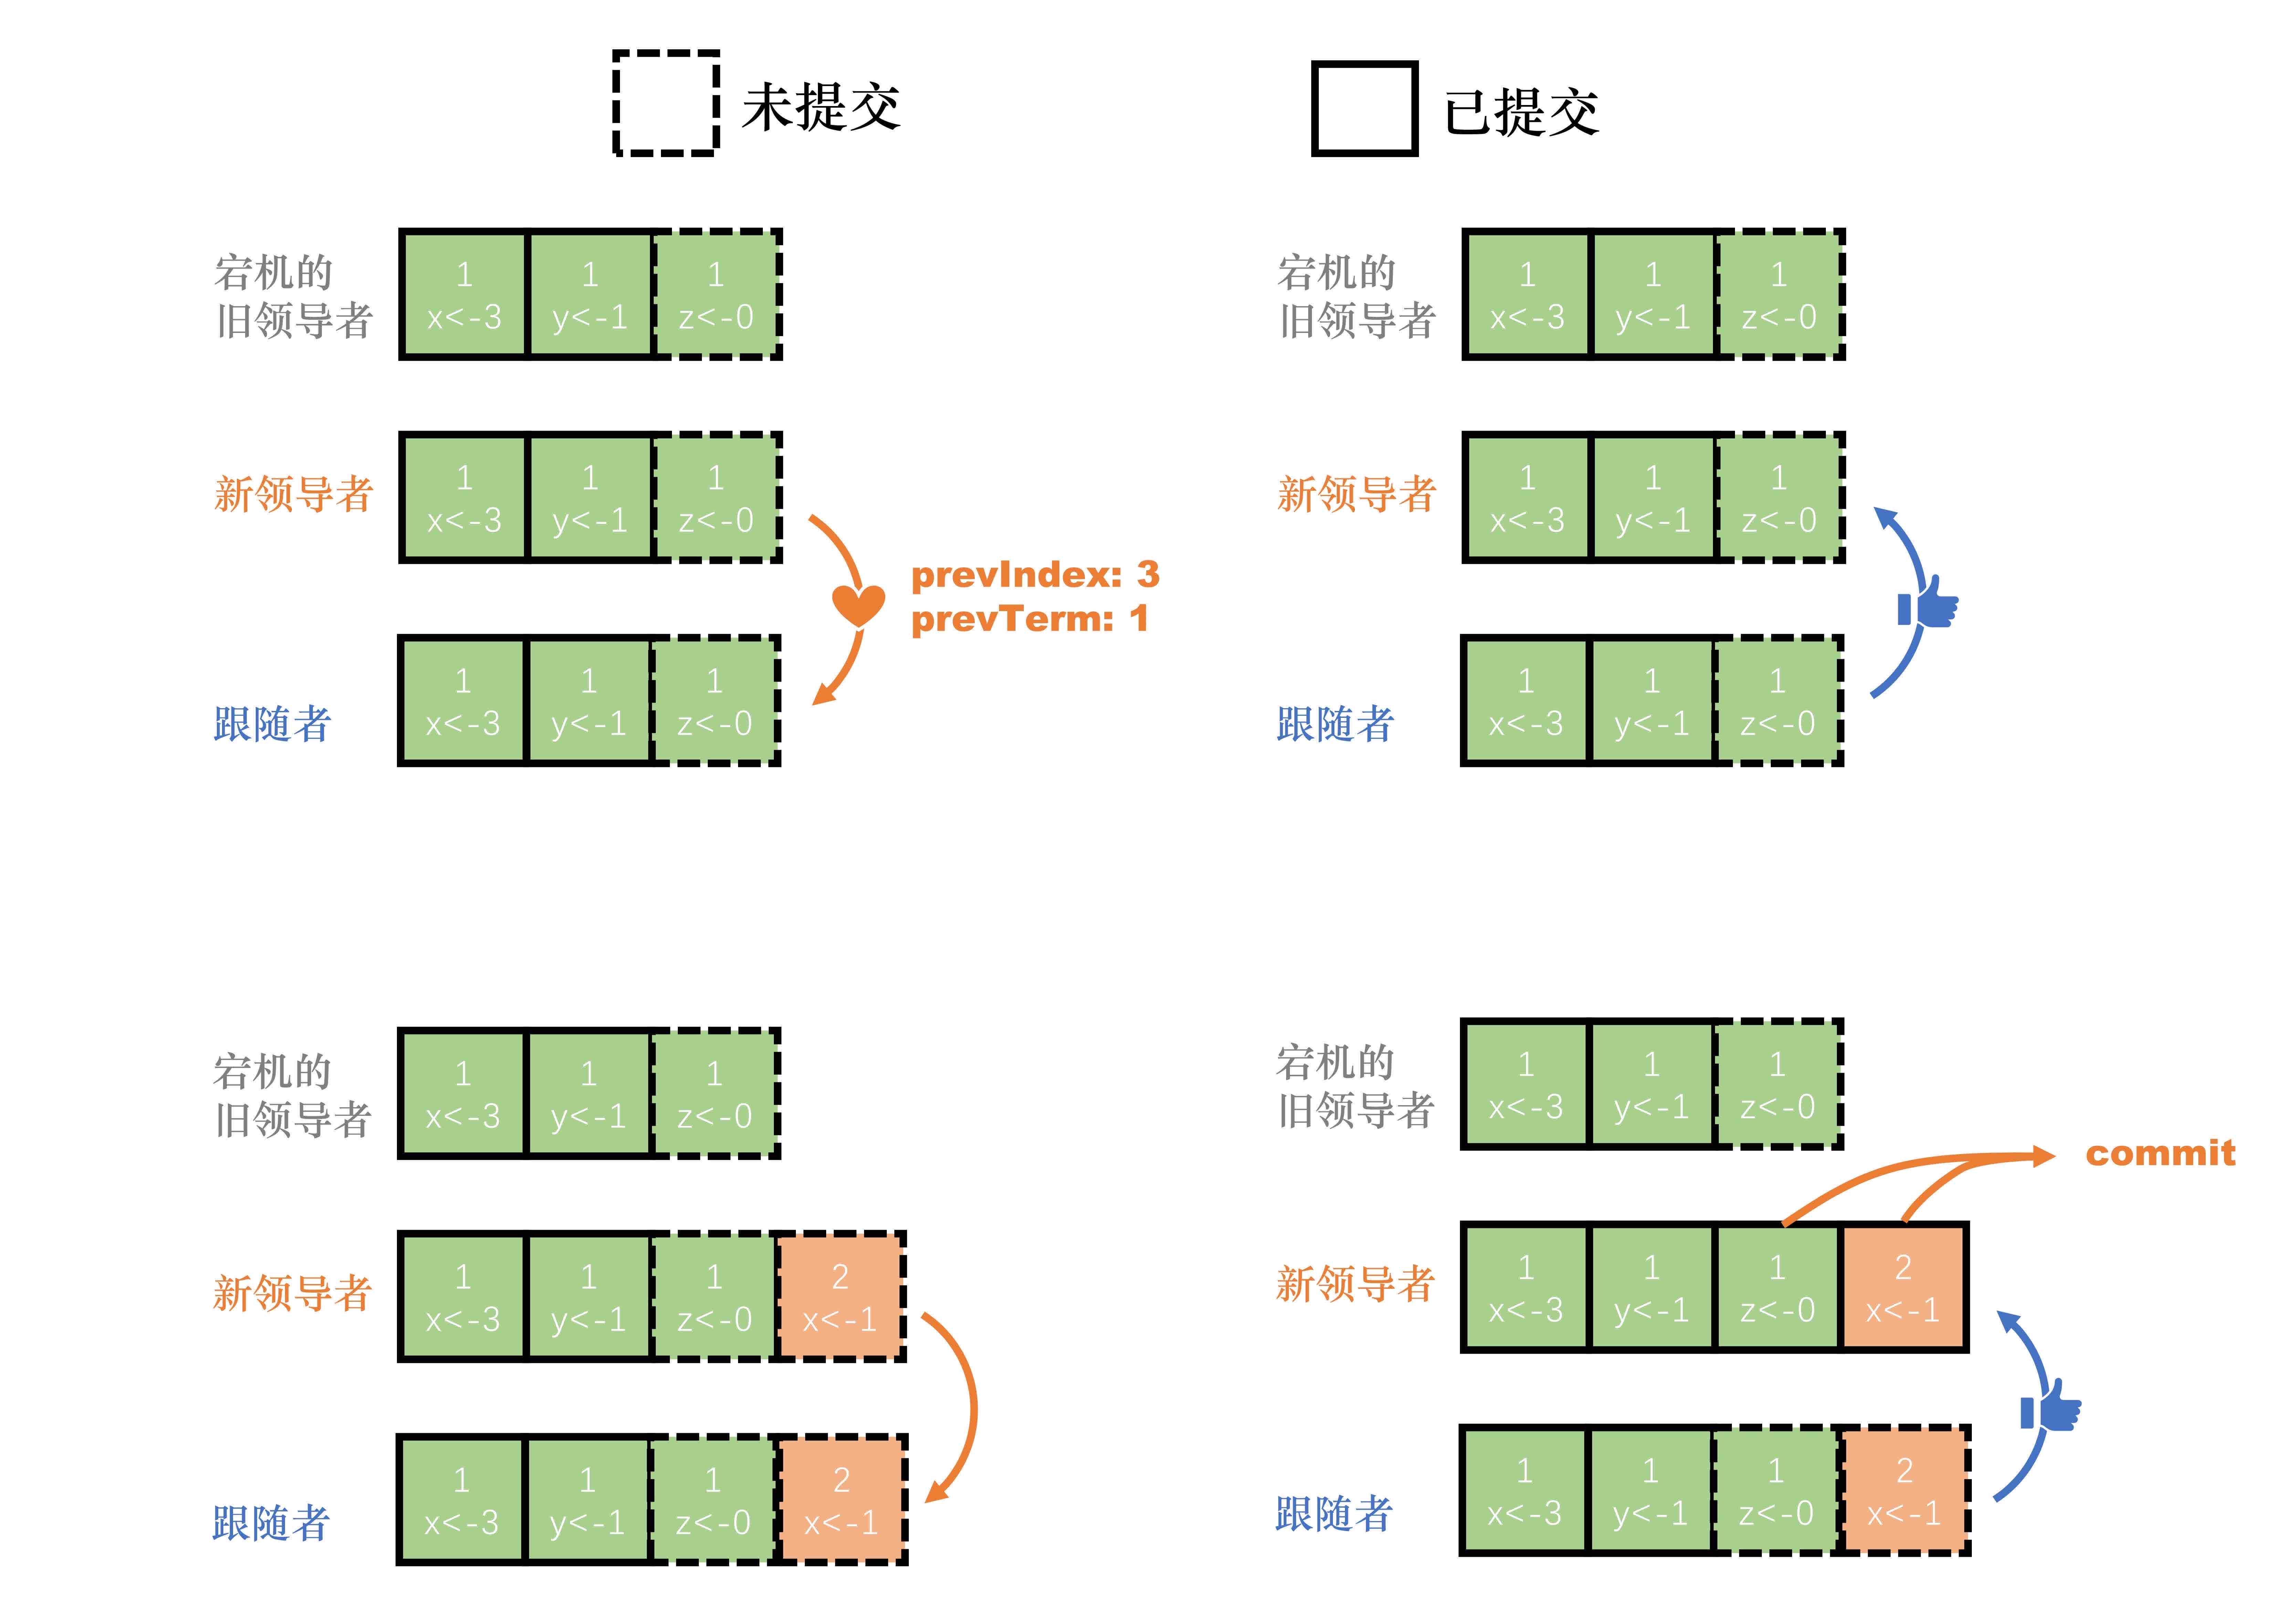 未提交
已提交
宕机的
旧领导者
1 1 1
x<-3 y<-1 z<-0
新领导者
1 1 1
x<-3 y<-1 z<-0
prevIndex: 3
prevTerm: 1
跟随者
1 1 1
x<-3 y<-1 z<-0
宕机的
旧领导者
1 1 1
x<-3 y<-1 z<-0
新领导者
1 1 1
x<-3 y<-1 z<-0
跟随者
1 1 1
x<-3 y<-1 z<-0
宕机的
旧领导者
1 1 1
x<-3 y<-1 z<-0
新领导者
1 1 1 2
x<-3 y<-1 z<-0 x<-1
跟随者
1 1 1 2
x<-3 y<-1 z<-0 x<-1
宕机的
旧领导者
1 1 1
x<-3 y<-1 z<-0
commit
新领导者
1 1 1 2
x<-3 y<-1 z<-0 x<-1
跟随者
1 1 1 2
x<-3 y<-1 z<-0 x<-1